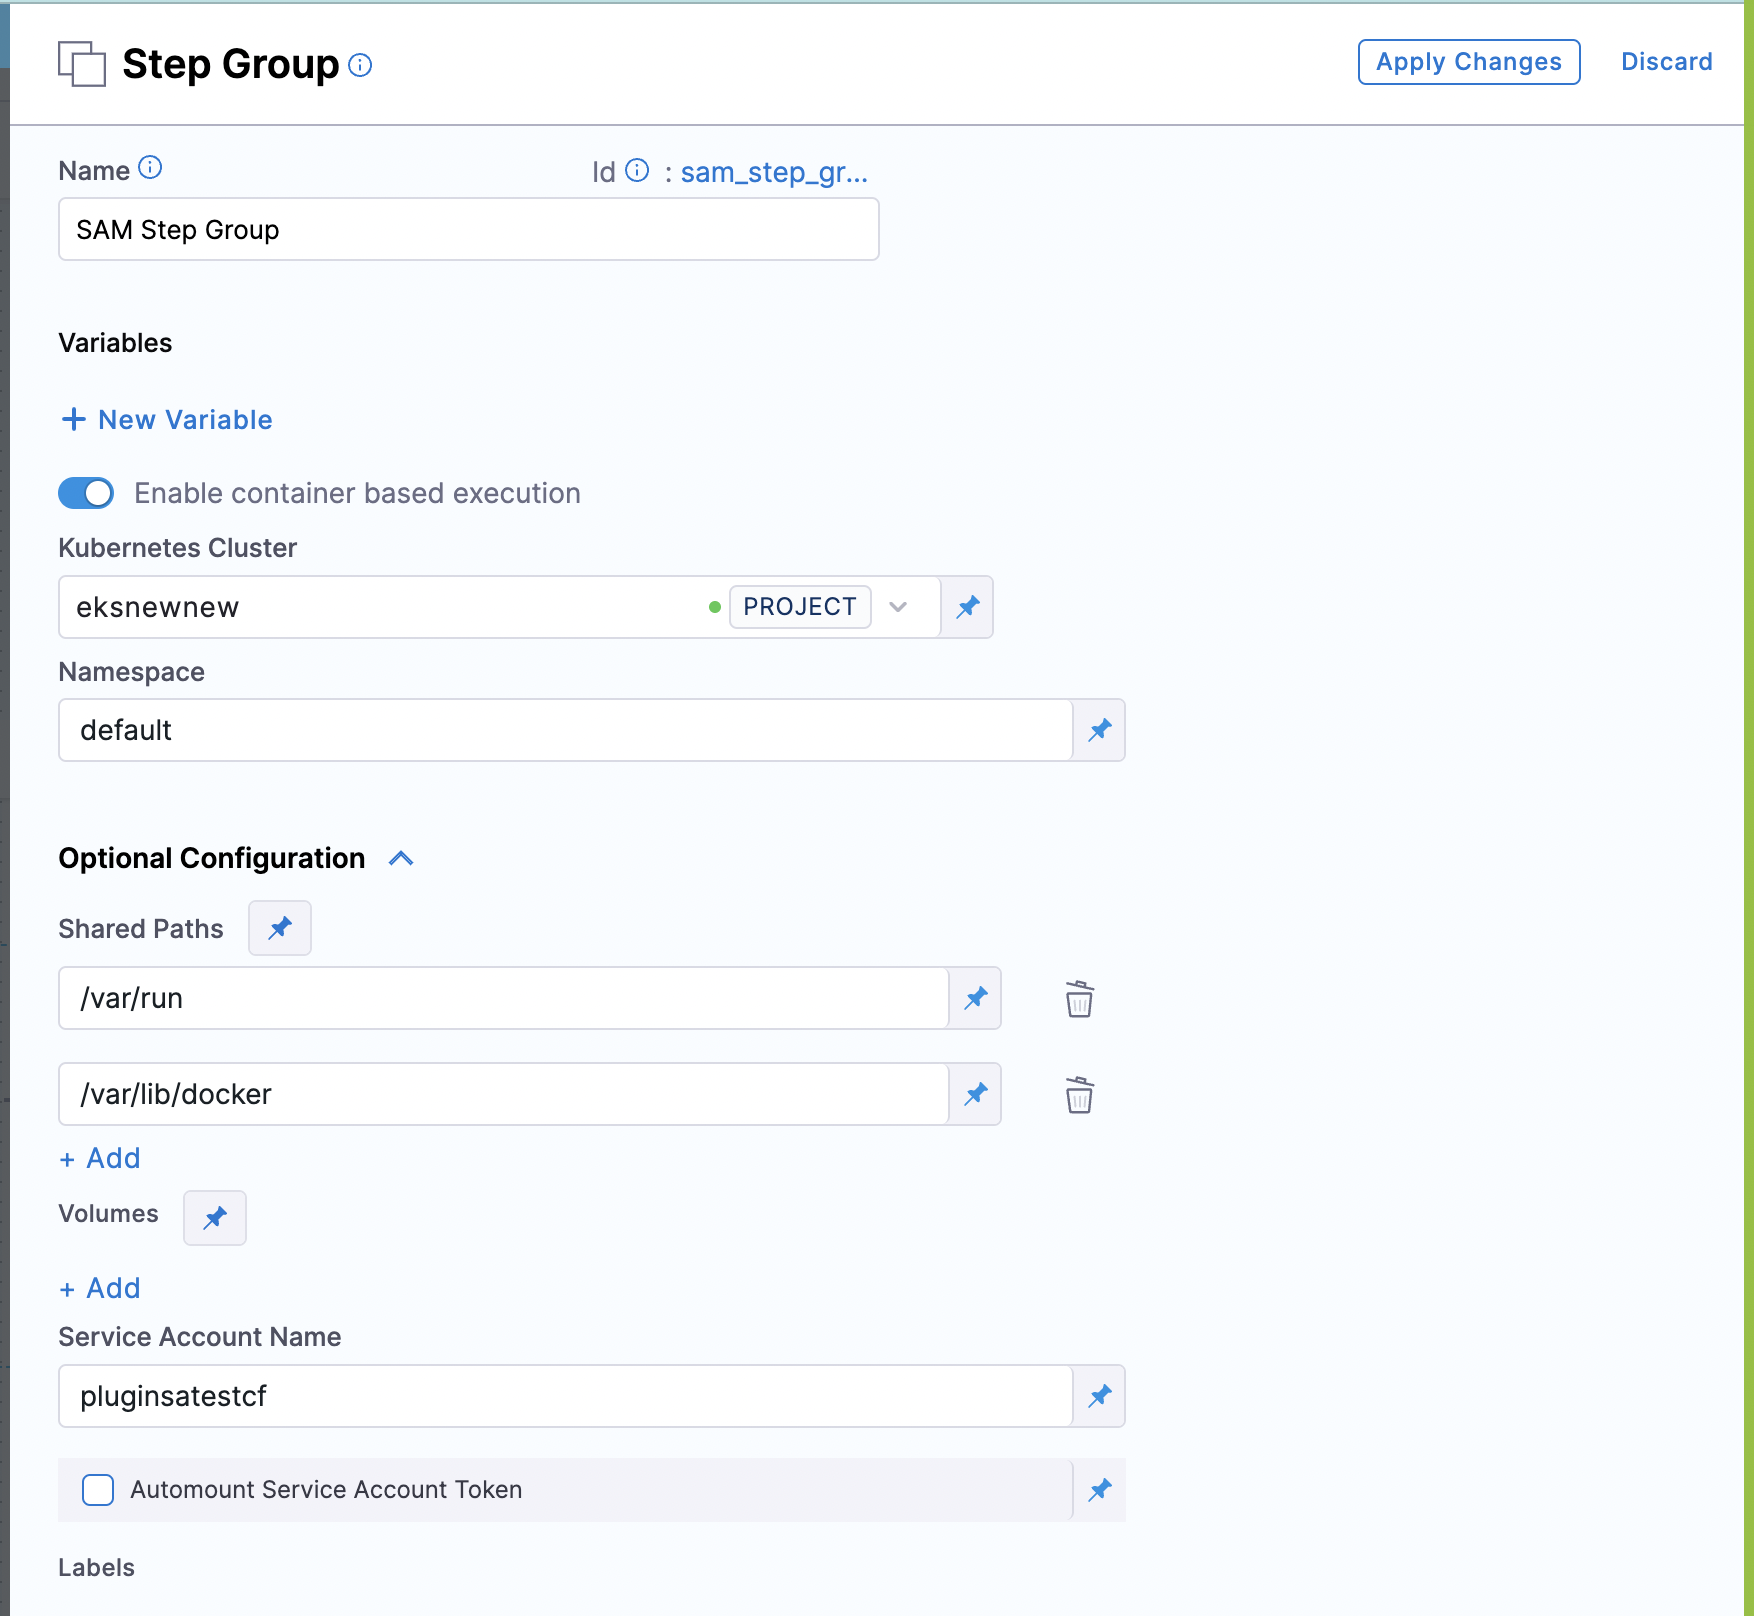 Step Group
Apply Changes
Discard
Name
Id : sam_step_gr...
SAM Step Group
Variables
+ New Variable
Enable container based execution
Kubernetes Cluster
eksnewnew
PROJECT
Namespace
default
Optional Configuration
Shared Paths
/var/run
/var/lib/docker
+ Add
Volumes
+ Add
Service Account Name
pluginsatestcf
Automount Service Account Token
Labels